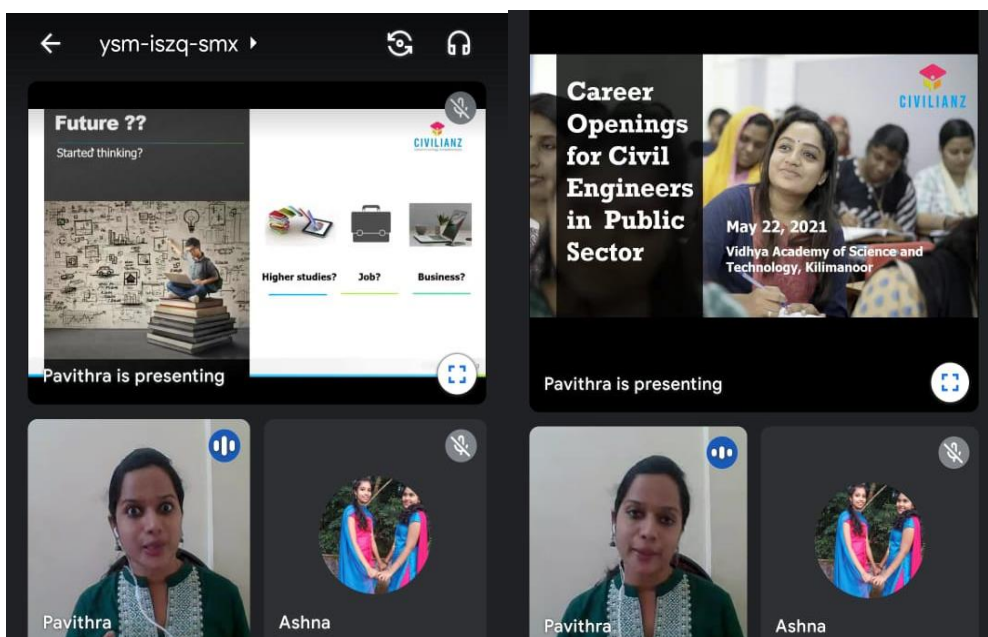 ysm-iszq-smx
Future ??
Started thinking?
CIVILIANZ
Higher studies?
Job?
Business?
Pavithra is presenting
Pavithra
Ashna
Career
Openings
for Civil
Engineers
in Public
Sector
CIVILIANZ
May 22, 2021
Vidhya Academy of Science and
Technology, Kilimanoor
Pavithra is presenting
Pavithra
Ashna